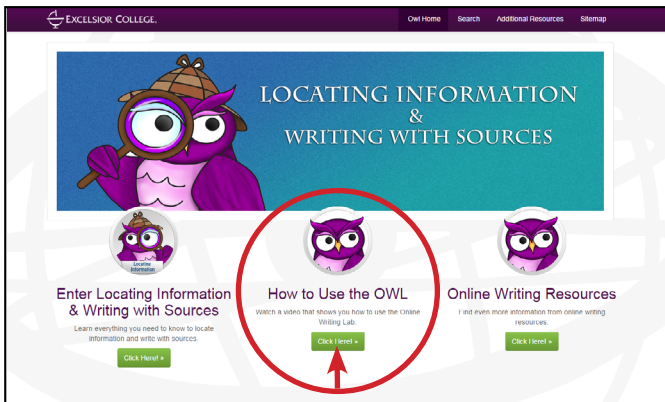 EXCELSIOR COLLEGE.
Owl Home Search Additional Resources Sitemap
LOCATING INFORMATION
&
WRITING WITH SOURCES
Locating
Information
Enter Locating Information
& Writing with Sources
Learn everything you need to know to locate
information and write with sources.
Click Here! »
How to Use the OWL
Watch a video that shows you how to use the Online
Writing Lab.
Click Here! »
Online Writing Resources
Find even more information from online writing
resources.
Click Here! »